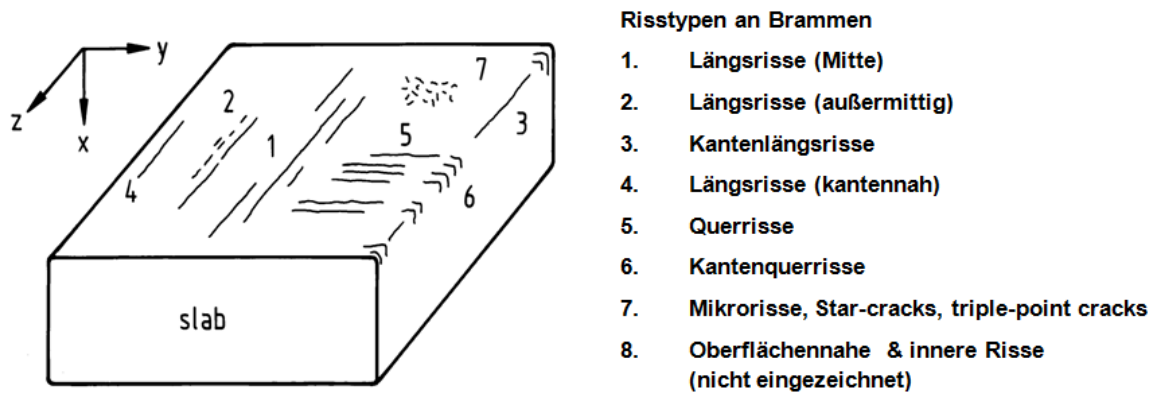 y
z
x
1
2
3
4
5
6
7
slab
Risstypen an Brammen
1. Längsrisse (Mitte)
2. Längsrisse (außermittig)
3. Kantenlängsrisse
4. Längsrisse (kantennah)
5. Querrisse
6. Kantenquerrisse
7. Mikrorisse, Star-cracks, triple-point cracks
8. Oberflächennahe & innere Risse
(nicht eingezeichnet)